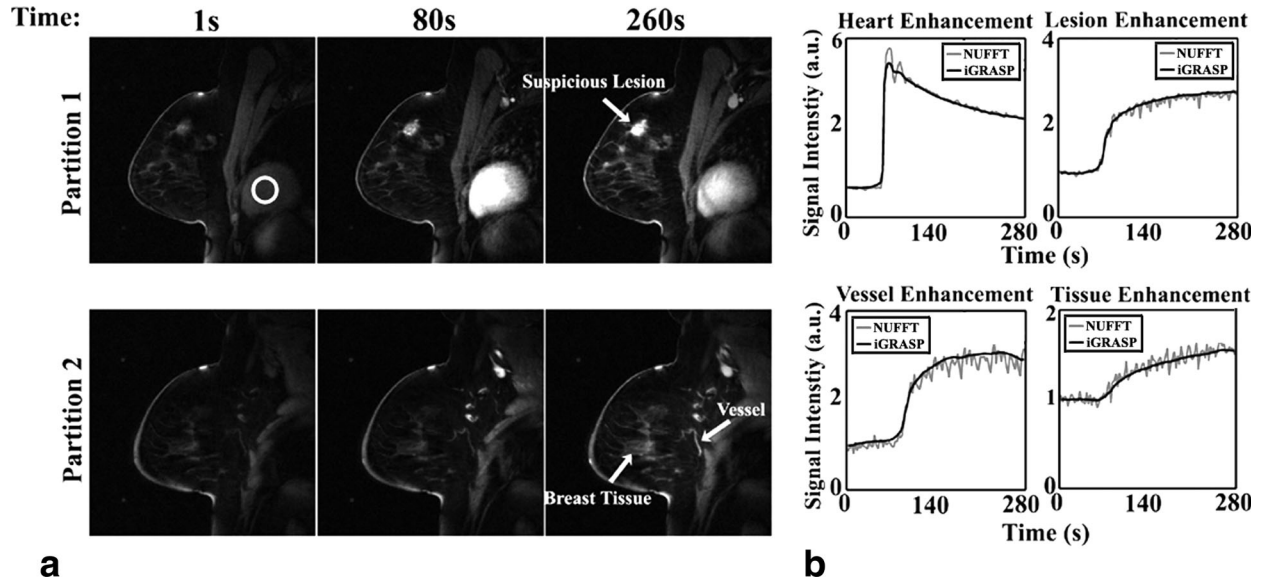 Time: 1s 80s 260s
Partition 1
Suspicious Lesion
Partition 2
Vessel
Breast Tissue
a
Heart Enhancement
Signal Intenstiy (a.u.)
6
4
2
0
NUFFT
iGRASP
0 140 280
Lesion Enhancement
4
2
0
NUFFT
iGRASP
0 140 280
Time (s)
Vessel Enhancement
Signal Intenstiy (a.u.)
4
2
0
NUFFT
iGRASP
0 140 280
Tissue Enhancement
2
1
0
NUFFT
iGRASP
0 140 280
Time (s)
b